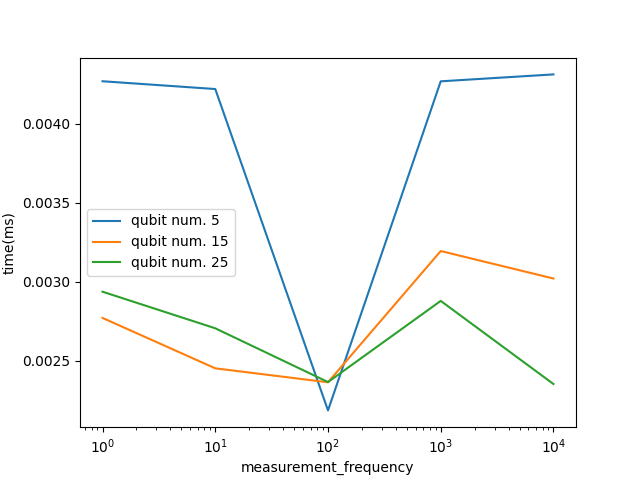 0.0040
0.0035
0.0030
0.0025
time(ms)
qubit num. 5
qubit num. 15
qubit num. 25
10^0 10^1 10^2 10^3 10^4
measurement_frequency